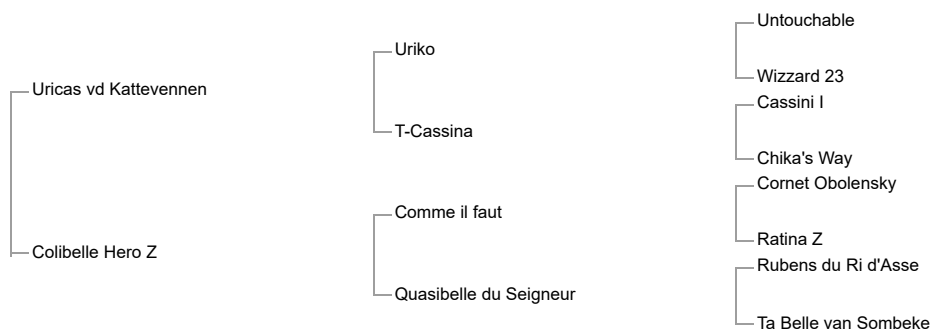 Untouchable
Uriko
Wizzard 23
Uricas vd Kattevennen
Cassini I
T-Cassina
Chika's Way
Cornet Obolensky
Comme il faut
Ratina Z
Colibelle Hero Z
Rubens du Ri d'Asse
Quasibelle du Seigneur
Ta Belle van Sombeke